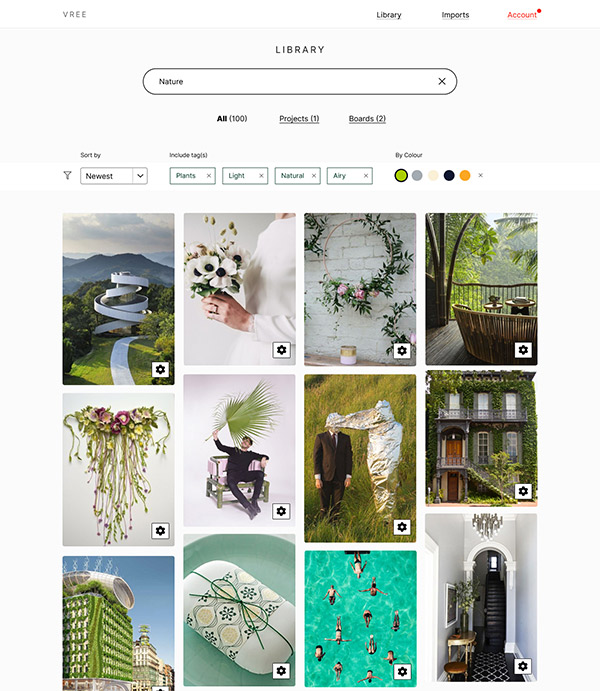 VREE
Library
Imports
Account
LIBRARY
Nature
All (100)
Projects (1)
Boards (2)
Sort by
Include tag(s)
By Colour
Newest
Plants
Light
Natural
Airy